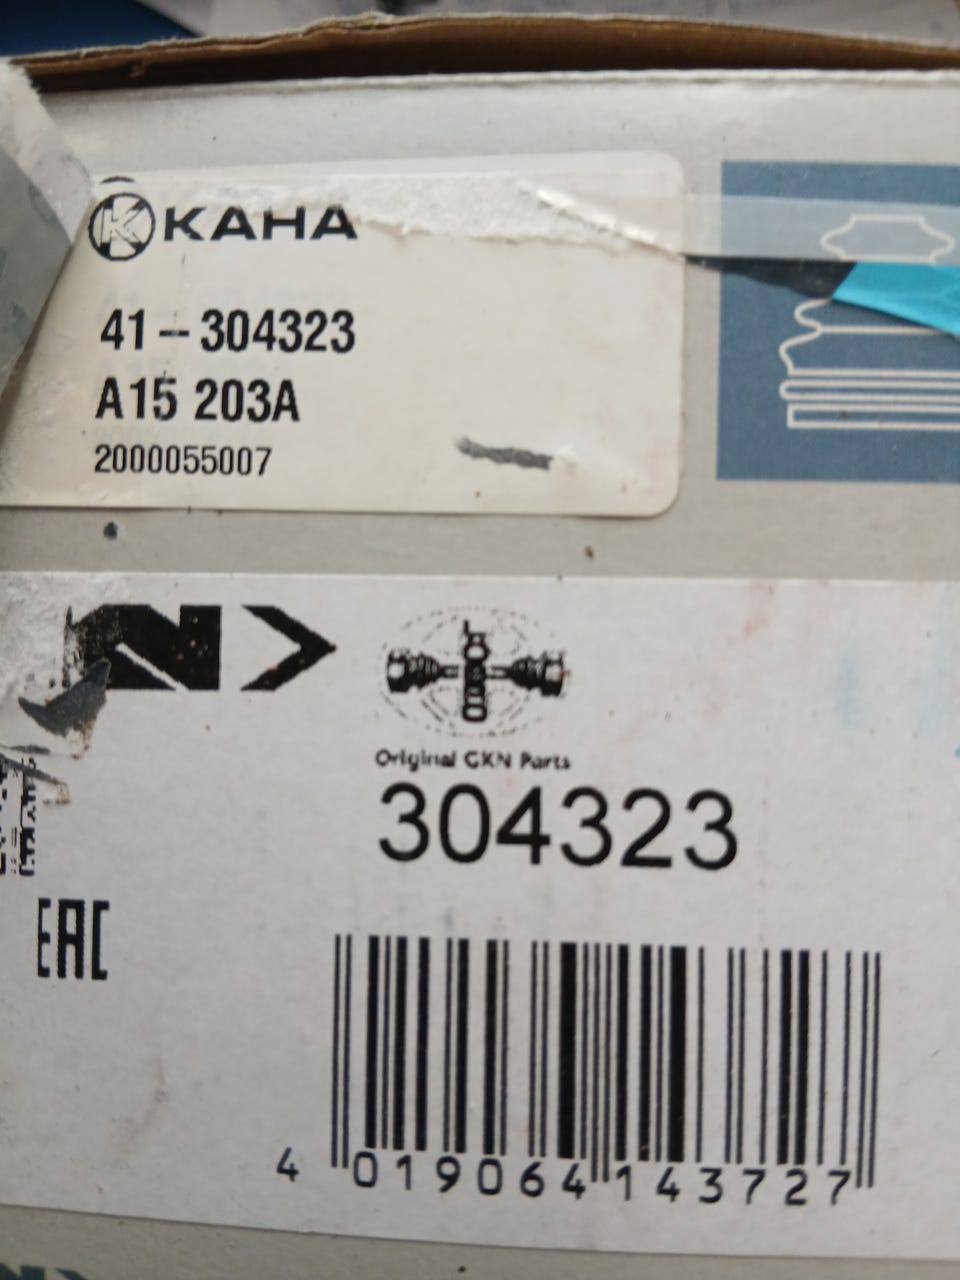 K KAHA
41-304323
A15 203A
2000055007
Original GKN Parts
304323
EAC
4 019064 143727